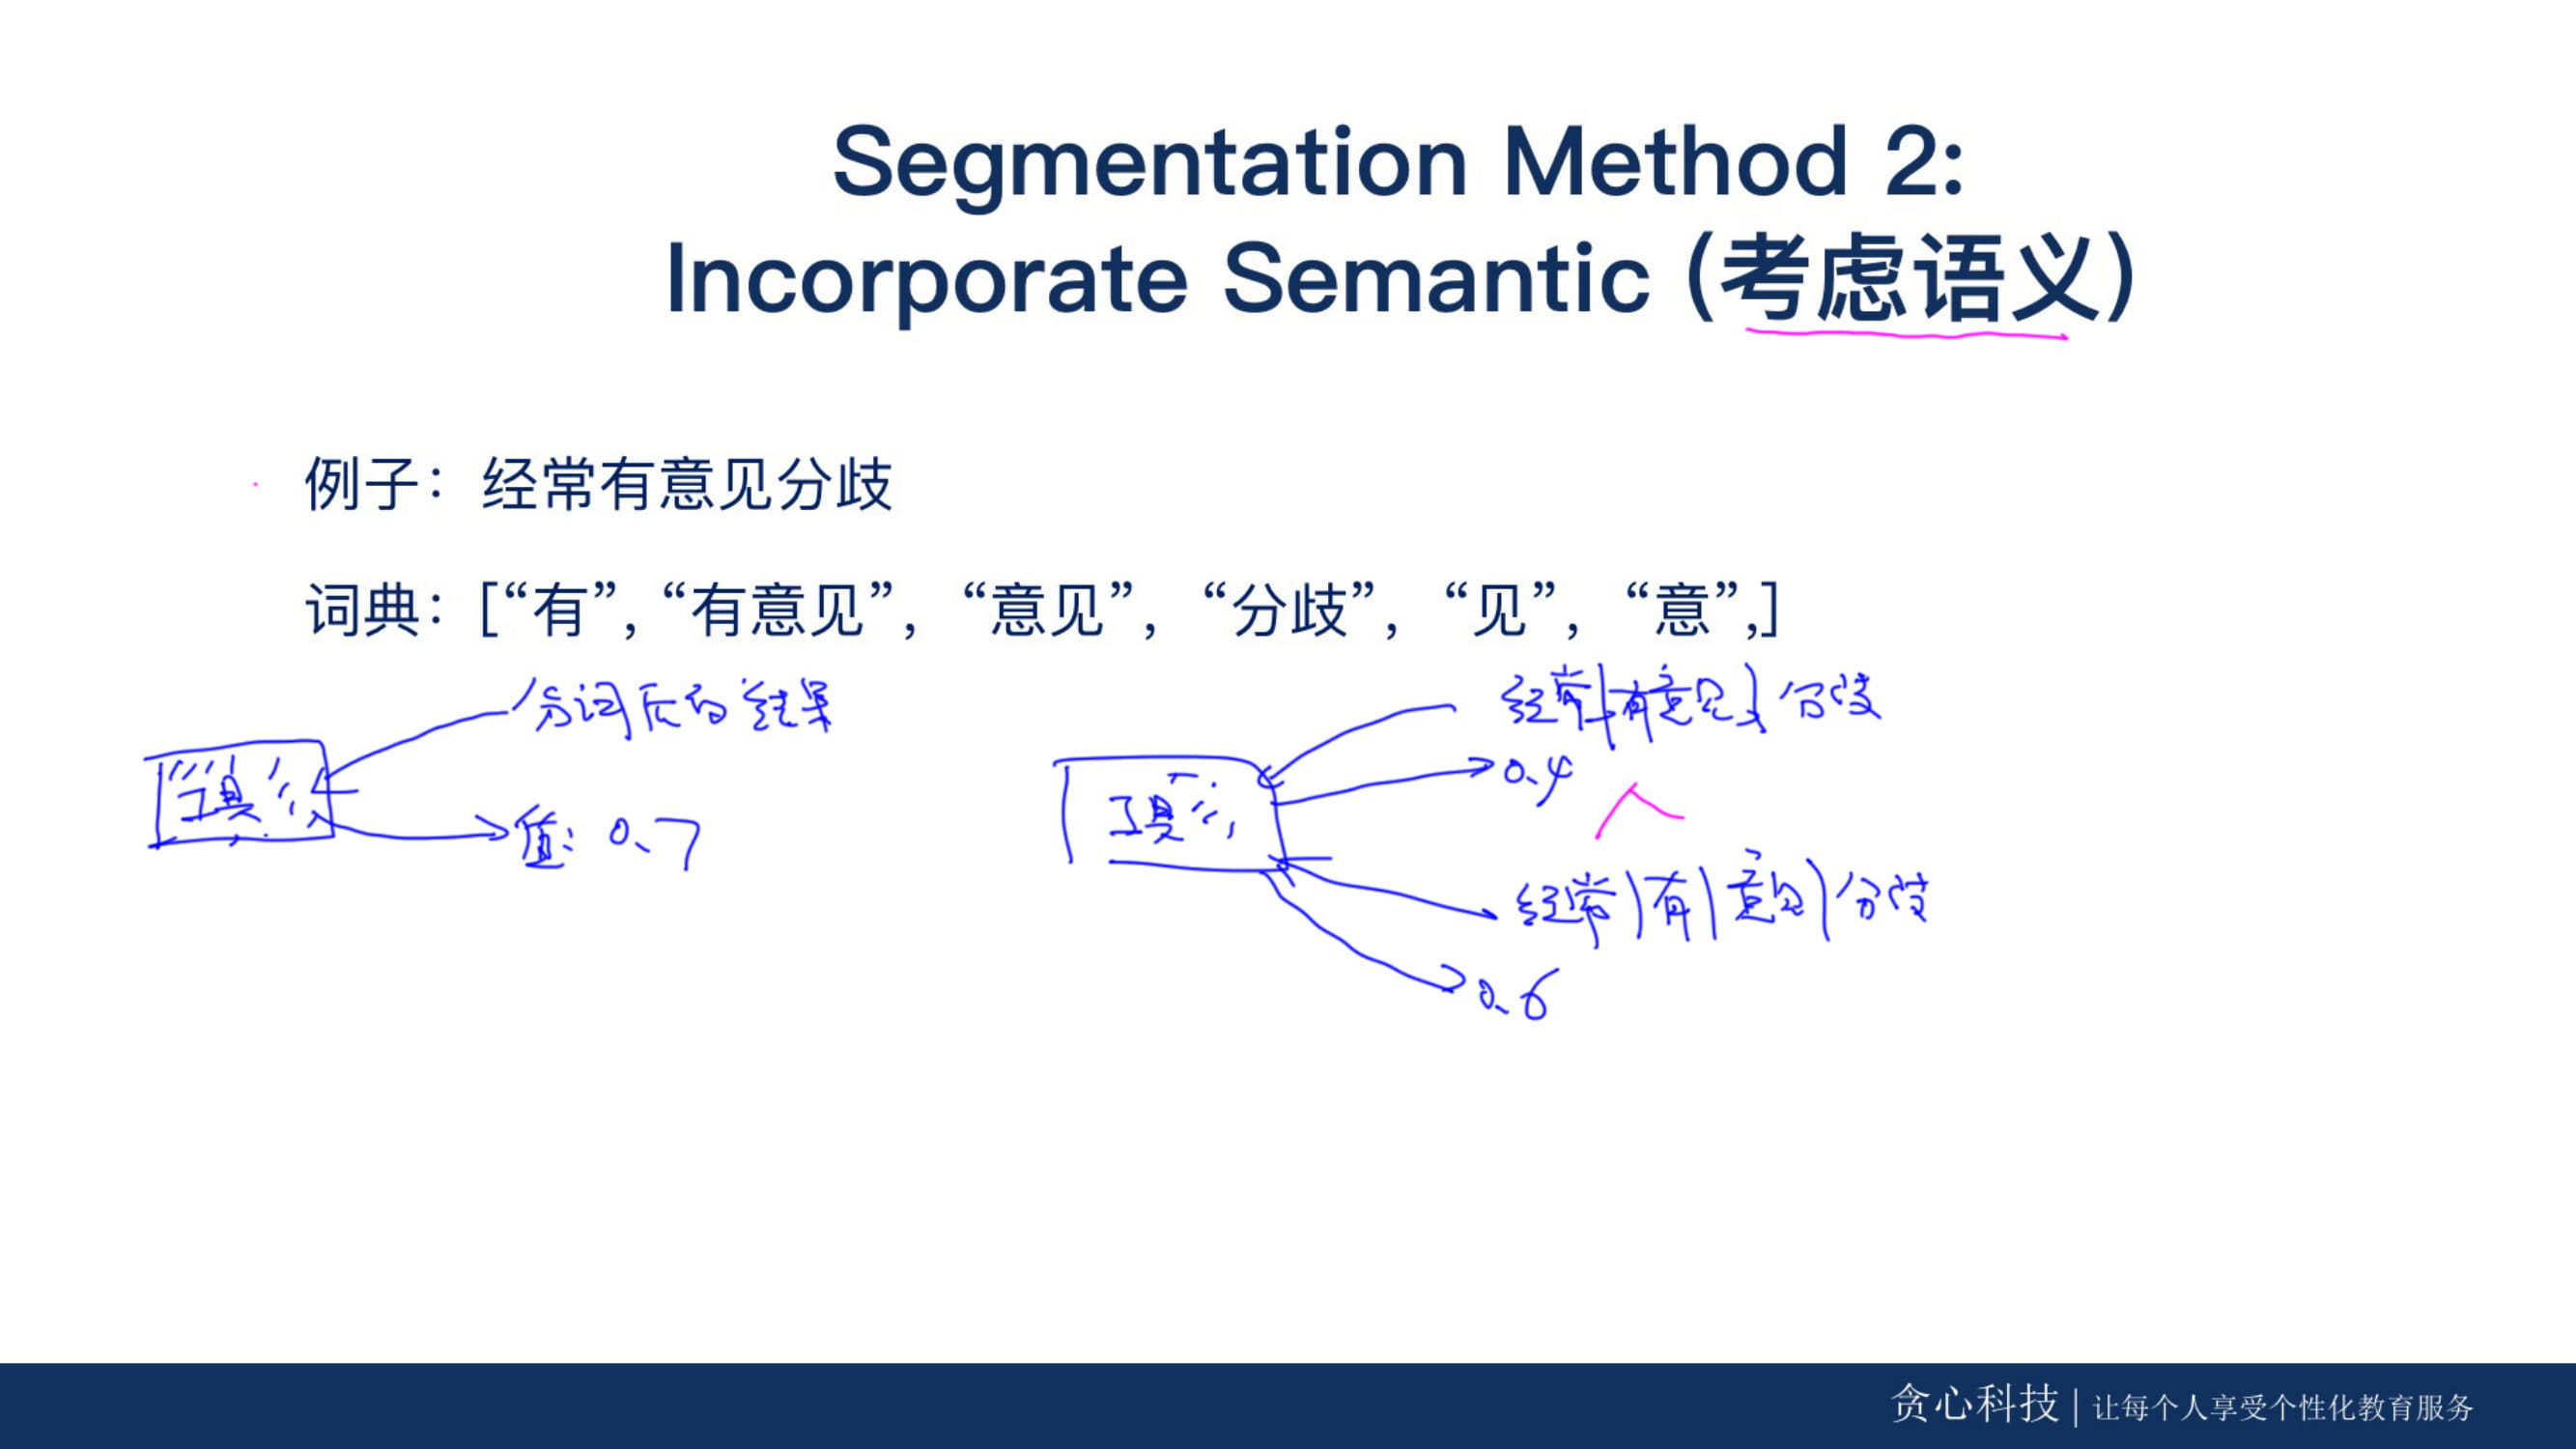 Segmentation Method 2:
Incorporate Semantic (考虑语义)
例子：经常有意见分歧
词典：[“有”, “有意见”, “意见”, “分歧”, “见”, “意”,]
分词后的结果
工具
值: 0.7
经常|有意见|分歧
工具
0.4
经常|有|意见|分歧
0.6
贪心科技 | 让每个人享受个性化教育服务